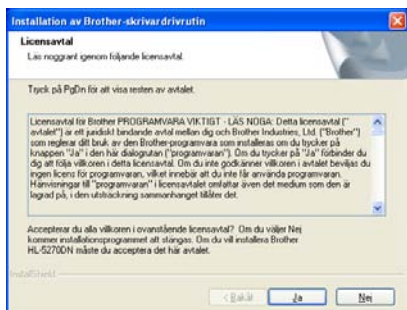 Installation av Brother-skrivardrivrutin
Licensavtal
Läs noggrant igenom följande licensavtal.
Tryck på PgDn för att visa resten av avtalet.
Licensavtal för Brother PROGRAMVARA VIKTIGT - LÄS NOGA: Detta licensavtal ("
avtalet") är ett juridiskt bindande avtal mellan dig och Brother Industries, Ltd. ("Brother")
som reglerar ditt bruk av den Brother-programvara som installeras om du trycker på
knappen "Ja" i den här dialogrutan ("programvaran"). Om du trycker på "Ja" förbinder du
dig att följa villkoren i detta licensavtal. Om du inte godkänner villkoren i avtalet beviljas du
ingen licens för programvaran, vilket innebär att du inte får använda programvaran.
Hänvisningar till "programvaran" i licensavtalet omfattar även det medium som den är
lagrad på, i den utsträckning sammanhanget tillåter det.
Accepterar du alla villkoren i ovanstående licensavtal? Om du väljer Nej
kommer installationsprogrammet att stängas. Om du vill installera Brother
HL-5270DN måste du acceptera det här avtalet.
InstallShield
< Bakåt
Ja
Nej